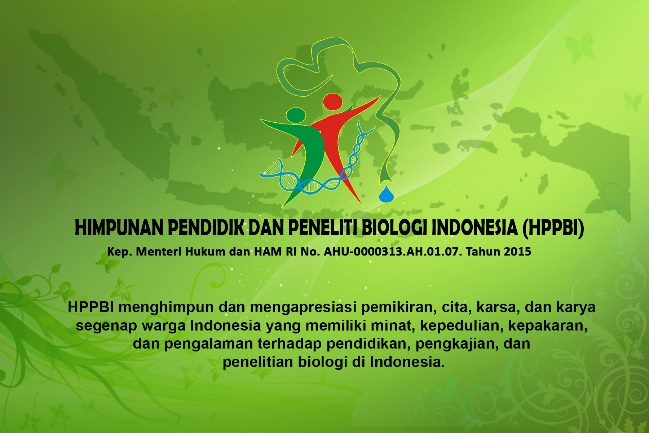 HIMPUNAN PENDIDIK DAN PENELITI BIOLOGI INDONESIA (HPPBI)
Kep. Menteri Hukum dan HAM RI No. AHU-0000313.AH.01.07. Tahun 2015
HPPBI menghimpun dan mengapresiasi pemikiran, cita, karsa, dan karya
segenap warga Indonesia yang memiliki minat, kepedulian, kepakaran,
dan pengalaman terhadap pendidikan, pengkajian, dan
penelitian biologi di Indonesia.